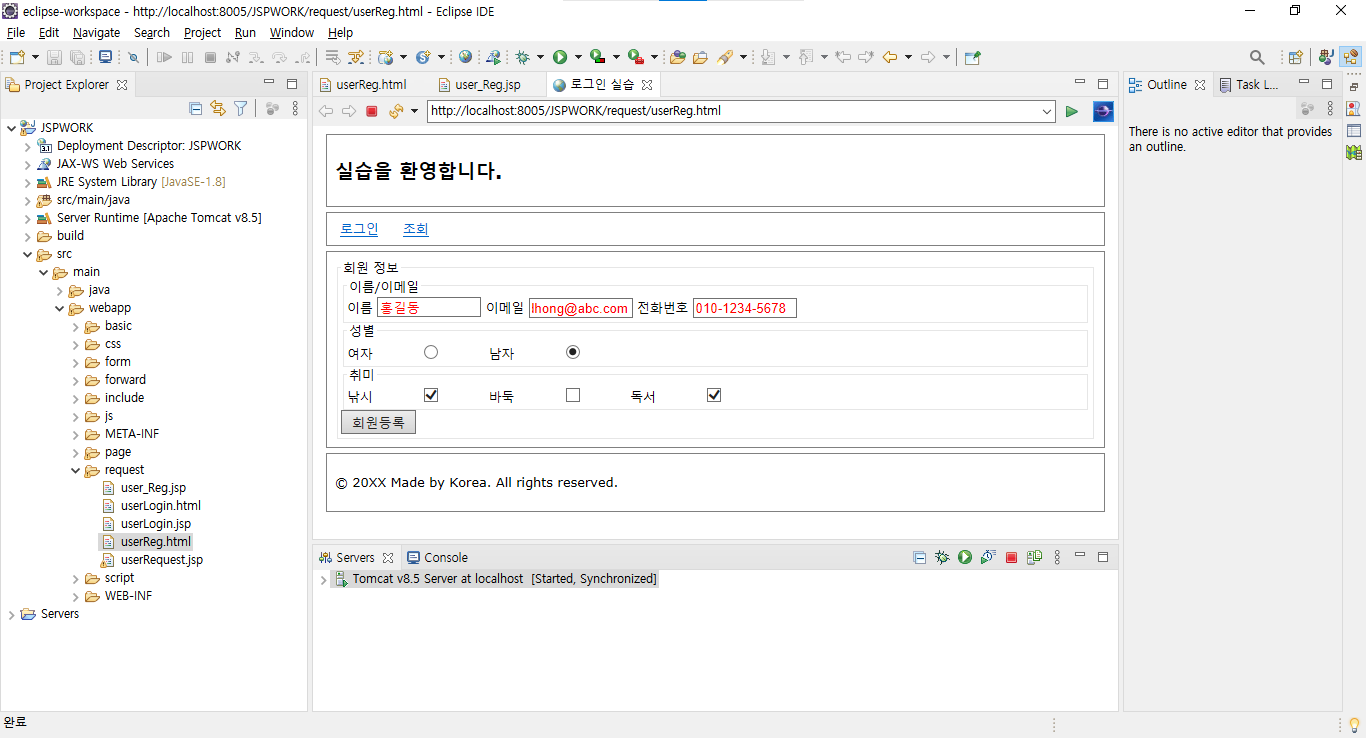 eclipse-workspace - http://localhost:8005/JSPWORK/request/userReg.html - Eclipse IDE
File Edit Navigate Search Project Run Window Help
Project Explorer
JSPWORK
3.1 Deployment Descriptor: JSPWORK
JAX-WS Web Services
JRE System Library [JavaSE-1.8]
src/main/java
Server Runtime [Apache Tomcat v8.5]
build
src
main
java
webapp
basic
css
form
forward
include
js
META-INF
page
request
user_Reg.jsp
userLogin.html
userLogin.jsp
userReg.html
userRequest.jsp
script
WEB-INF
Servers
userReg.html user_Reg.jsp 로그인 실습
http://localhost:8005/JSPWORK/request/userReg.html
실습을 환영합니다.
로그인 조회
회원 정보
이름/이메일
이름 홍길동 이메일 lhong@abc.com 전화번호 010-1234-5678
성별
여자 남자
취미
낚시 바둑 독서
회원등록
© 20XX Made by Korea. All rights reserved.
Servers Console
Tomcat v8.5 Server at localhost [Started, Synchronized]
Outline Task L...
There is no active editor that provides
an outline.
완료